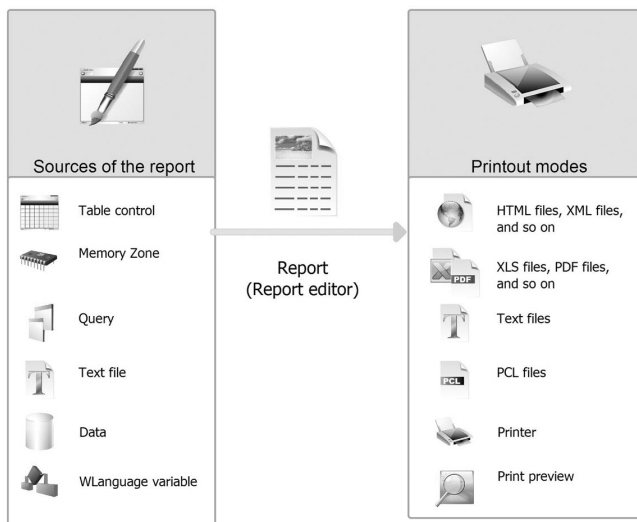 Sources of the report
Table control
Memory Zone
Query
Text file
Data
WLanguage variable
Report
(Report editor)
Printout modes
HTML files, XML files,
and so on
PDF
XLS files, PDF files,
and so on
Text files
PCL
PCL files
Printer
Print preview